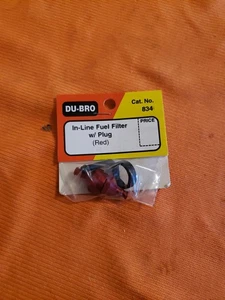 DU-BRO
Cat. No.
834
In-Line Fuel Filter
w/ Plug
(Red)
PRICE